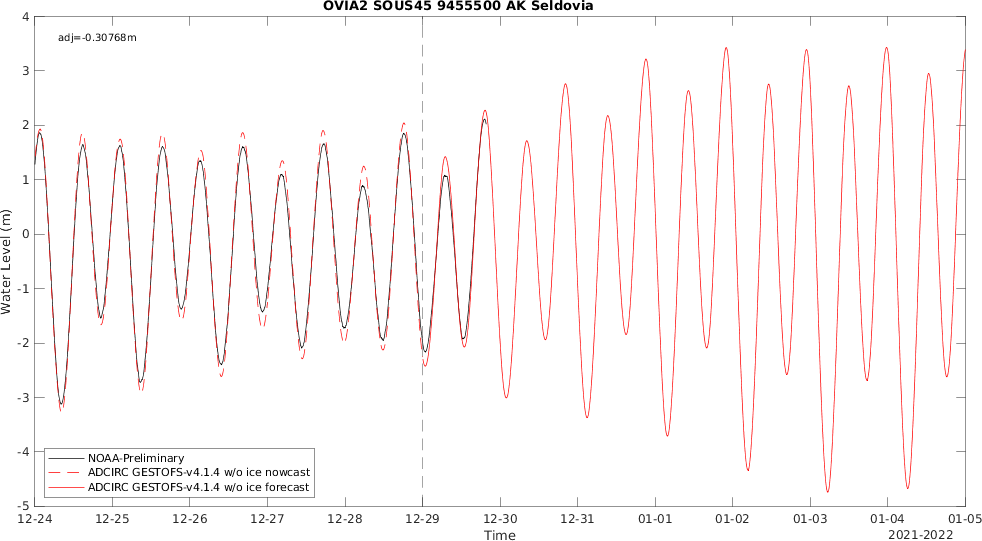 OVIA2 SOUS45 9455500 AK Seldovia
adj=-0.30768m
4
3
2
1
0
-1
-2
-3
-4
-5
Water Level (m)
NOAA-Preliminary
ADCIRC GESTOFS-v4.1.4 w/o ice nowcast
ADCIRC GESTOFS-v4.1.4 w/o ice forecast
12-24 12-25 12-26 12-27 12-28 12-29 12-30 12-31 01-01 01-02 01-03 01-04 01-05
Time
2021-2022